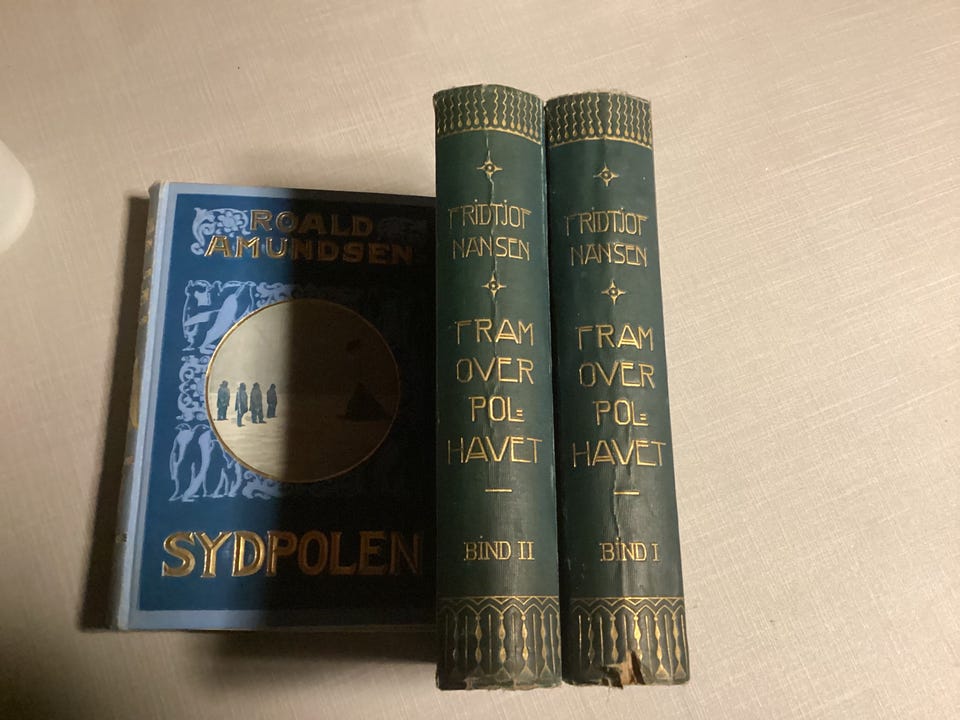 ROALD
AMUNDSEN
SYDPOLEN
FRIDTJOF
NANSEN
FRAM
OVER
POL=
HAVET
BIND II
FRIDTJOF
NANSEN
FRAM
OVER
POL=
HAVET
BIND I